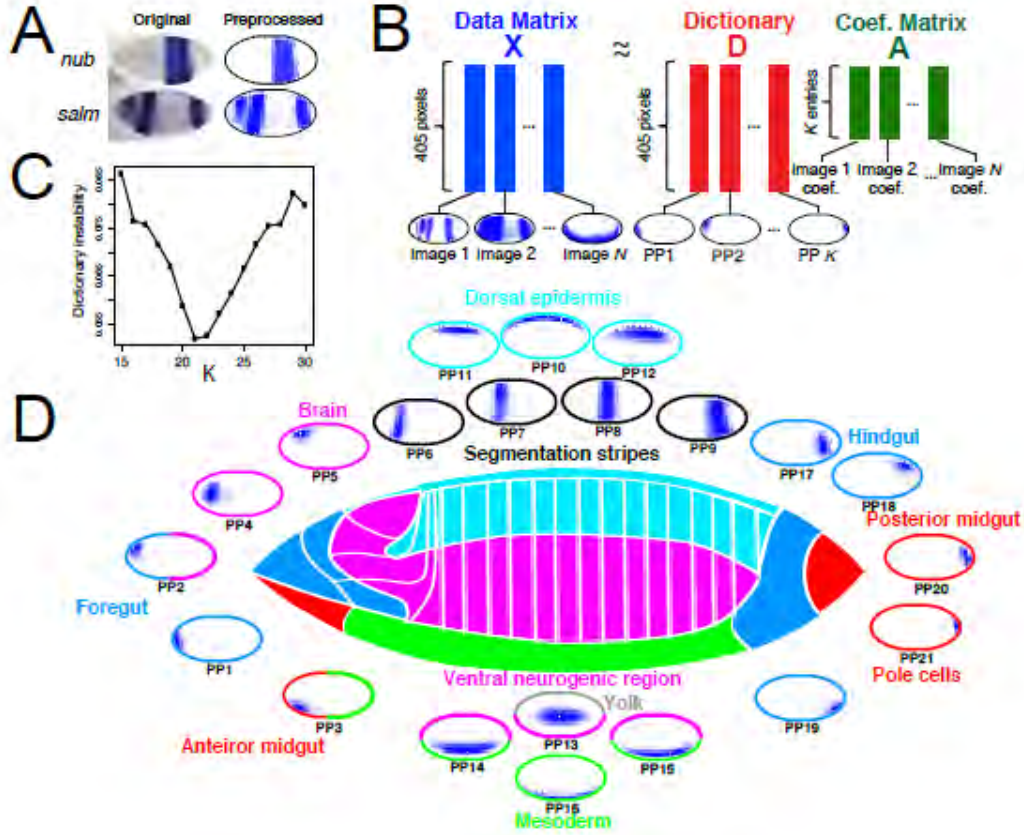 A
Original Preprocessed
nub
salm
B
Data Matrix
X
≈
Dictionary
D
Coef. Matrix
A
405 pixels
...
405 pixels
...
K entries
...
Image 1 coef.
Image 2 coef.
...
Image N coef.
Image 1 Image 2 ... Image N
PP1 PP2 ... PP K
C
Dictionary instability
15 20 25 30
K
D
Dorsal epidermis
PP11 PP10 PP12
Brain
PP5
PP6 PP7 PP8 PP9
Segmentation stripes
PP17
Hindgui
PP18
PP4
Posterior midgut
PP20
PP2
Foregut
PP1
PP21
Pole cells
PP3
Anteiror midgut
Ventral neurogenic region
Yolk
PP13
PP14 PP15
PP16
Mesoderm
PP19